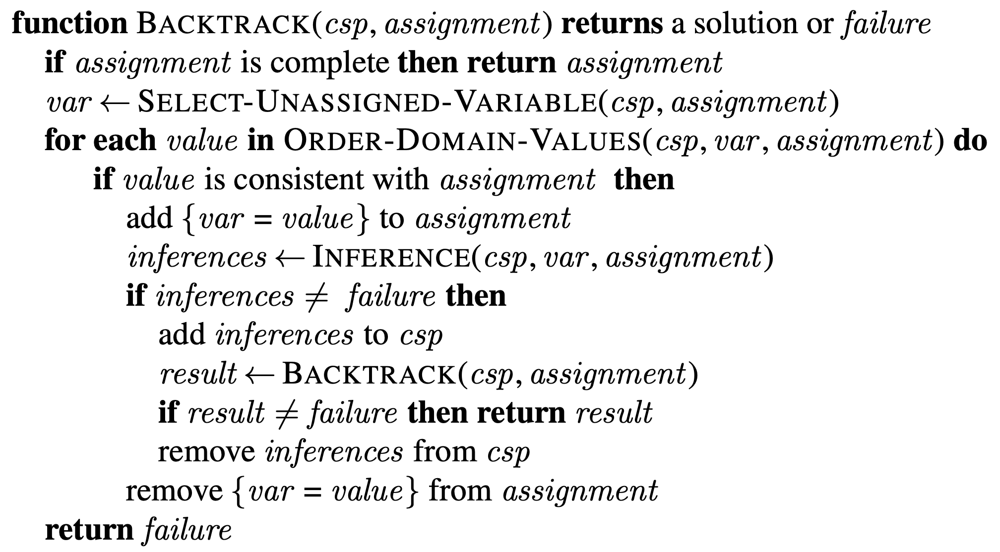 function BACKTRACK(csp, assignment) returns a solution or failure
if assignment is complete then return assignment
var ← SELECT-UNASSIGNED-VARIABLE(csp, assignment)
for each value in ORDER-DOMAIN-VALUES(csp, var, assignment) do
if value is consistent with assignment then
add {var = value} to assignment
inferences ← INFERENCE(csp, var, assignment)
if inferences ≠ failure then
add inferences to csp
result ← BACKTRACK(csp, assignment)
if result ≠ failure then return result
remove inferences from csp
remove {var = value} from assignment
return failure